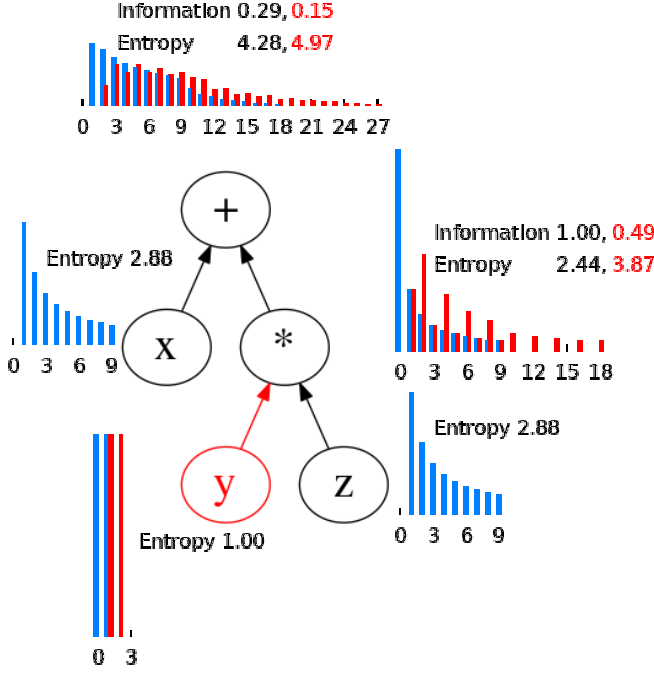 Information 0.29, 0.15
Entropy 4.28, 4.97
0 3 6 9 12 15 18 21 24 27
+
Information 1.00, 0.49
Entropy 2.44, 3.87
Entropy 2.88
x
*
0 3 6 9
0 3 6 9 12 15 18
Entropy 2.88
y
z
0 3 6 9
Entropy 1.00
0 3